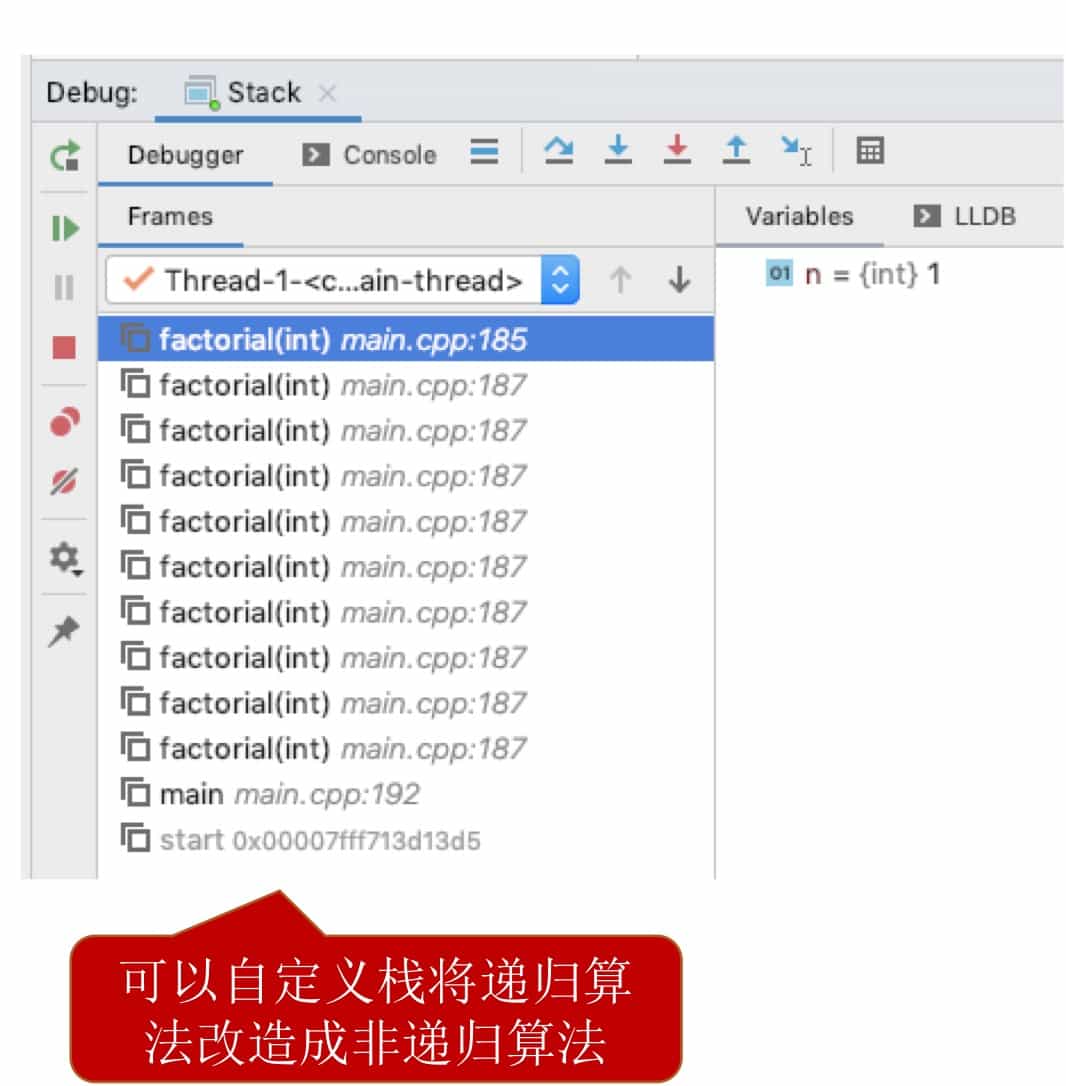 Debug: Stack
Debugger Console
Frames Variables LLDB
Thread-1-<c...ain-thread> 01 n = {int} 1
factorial(int) main.cpp:185
factorial(int) main.cpp:187
factorial(int) main.cpp:187
factorial(int) main.cpp:187
factorial(int) main.cpp:187
factorial(int) main.cpp:187
factorial(int) main.cpp:187
factorial(int) main.cpp:187
factorial(int) main.cpp:187
factorial(int) main.cpp:187
main main.cpp:192
start 0x00007fff713d13d5
可以自定义栈将递归算
法改造成非递归算法